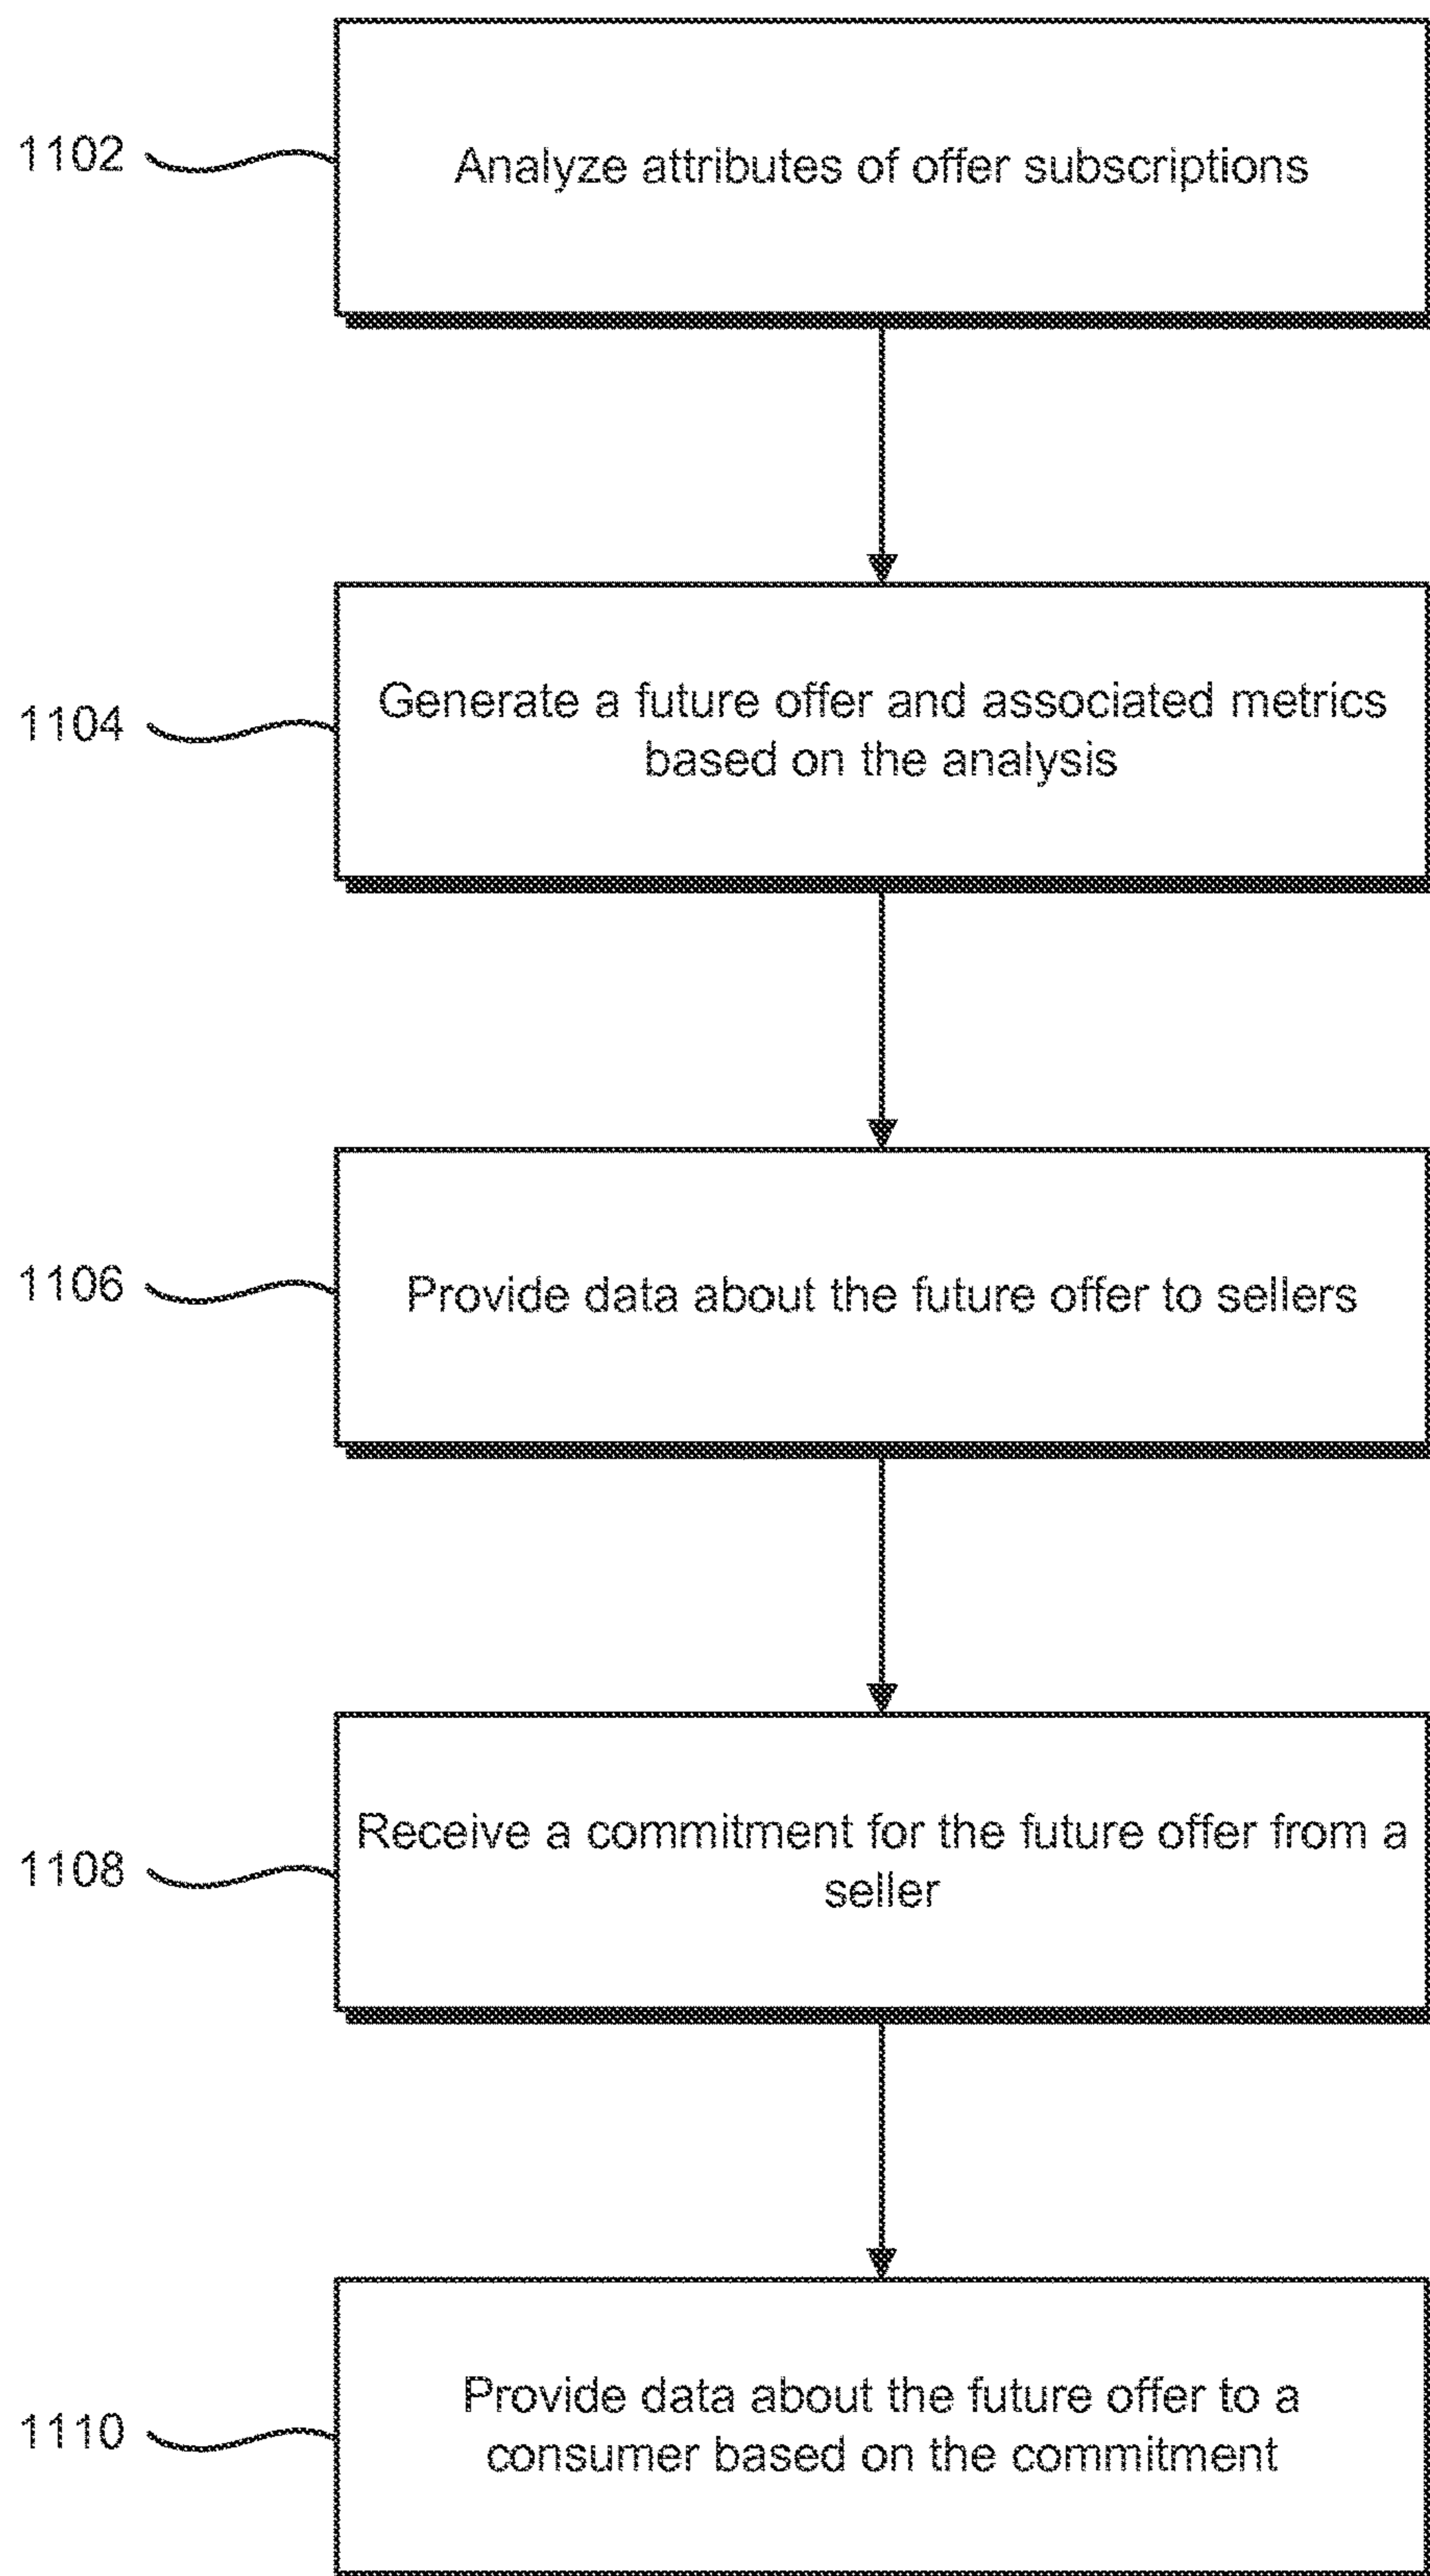 1102
Analyze attributes of offer subscriptions
1104
Generate a future offer and associated metrics
based on the analysis
1106
Provide data about the future offer to sellers
1108
Receive a commitment for the future offer from a
seller
1110
Provide data about the future offer to a
consumer based on the commitment